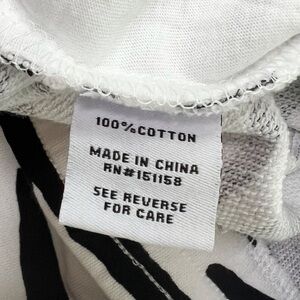 100%COTTON
MADE IN CHINA
RN#151158
SEE REVERSE
FOR CARE